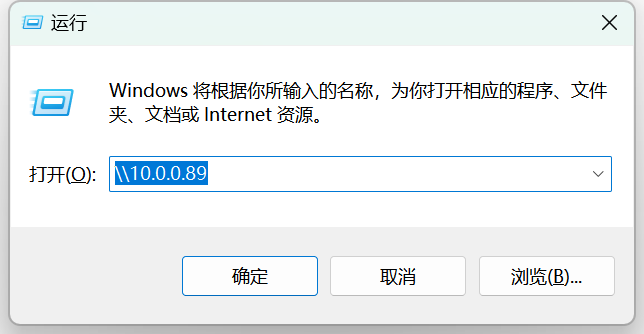 运行
Windows 将根据你所输入的名称，为你打开相应的程序、文件
夹、文档或 Internet 资源。
打开(O): \\10.0.0.89
确定 取消 浏览(B)...